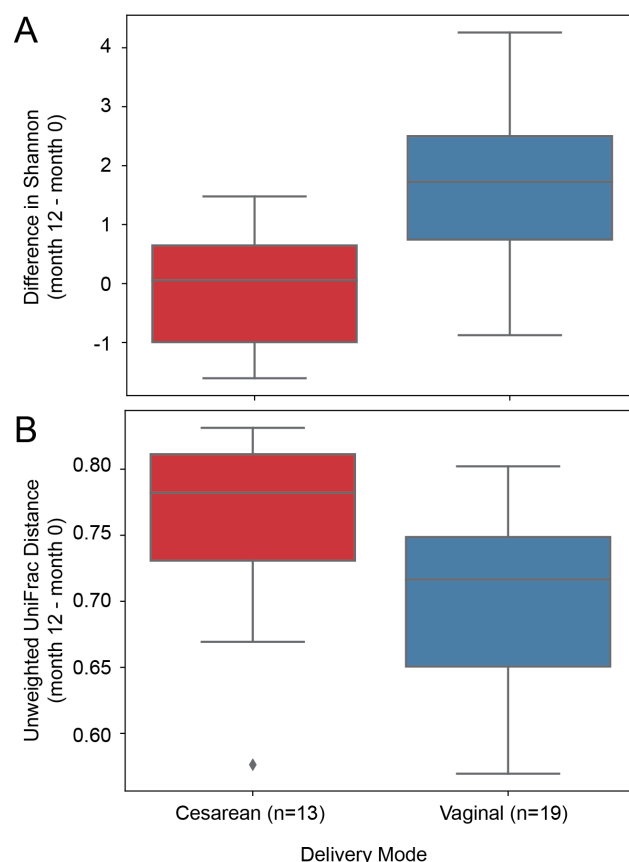 A
Difference in Shannon
(month 12 - month 0)
4
3
2
1
0
-1
B
Unweighted UniFrac Distance
(month 12 - month 0)
0.80
0.75
0.70
0.65
0.60
Cesarean (n=13)
Vaginal (n=19)
Delivery Mode